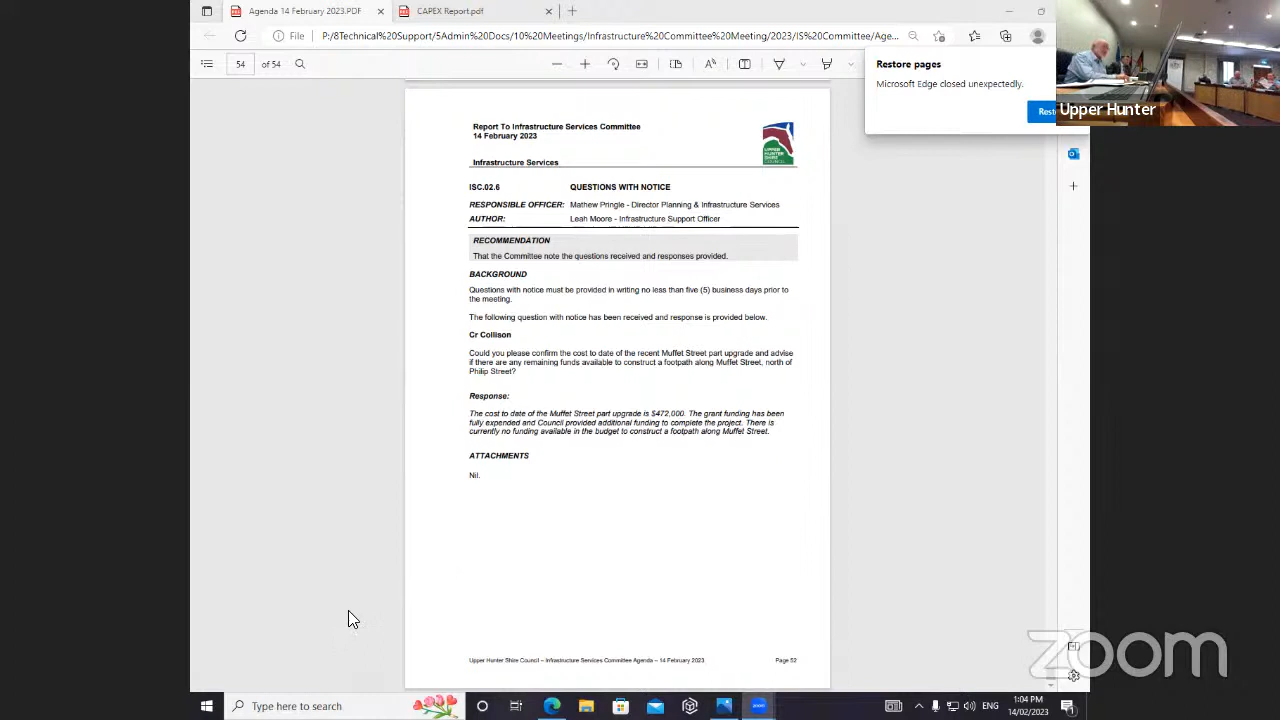 Agenda 14 February 2023.PDF
CAPEX Report.pdf
File
P:/8Technical%20Support/5Admin%20Docs/10%20Meetings/Infrastructure%20Committee%20Meeting/2023/IS%20Committee/Age...
54 of 54
Restore pages
Microsoft Edge closed unexpectedly.
Upper Hunter
Report To Infrastructure Services Committee
14 February 2023
Infrastructure Services
UPPER
HUNTER
SHIRE
COUNCIL
ISC.02.6 QUESTIONS WITH NOTICE
RESPONSIBLE OFFICER: Mathew Pringle - Director Planning & Infrastructure Services
AUTHOR: Leah Moore - Infrastructure Support Officer
RECOMMENDATION
That the Committee note the questions received and responses provided.
BACKGROUND
Questions with notice must be provided in writing no less than five (5) business days prior to
the meeting.
The following question with notice has been received and response is provided below.
Cr Collison
Could you please confirm the cost to date of the recent Muffet Street part upgrade and advise
if there are any remaining funds available to construct a footpath along Muffet Street, north of
Philip Street?
Response:
The cost to date of the Muffet Street part upgrade is $472,000. The grant funding has been
fully expended and Council provided additional funding to complete the project. There is
currently no funding available in the budget to construct a footpath along Muffet Street.
ATTACHMENTS
Nil.
Upper Hunter Shire Council – Infrastructure Services Committee Agenda – 14 February 2023 Page 52
zoom
Type here to search
zoom
ENG
1:04 PM
14/02/2023